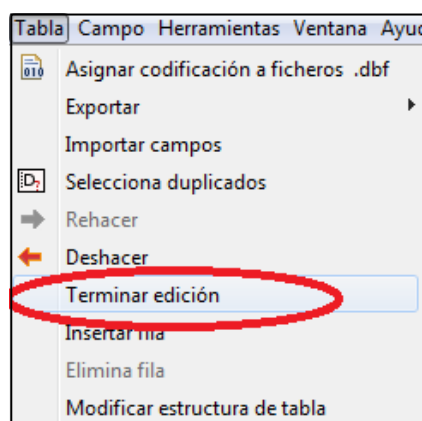 Tabla Campo Herramientas Ventana Ayuc
Asignar codificación a ficheros .dbf
Exportar
Importar campos
Selecciona duplicados
Rehacer
Deshacer
Terminar edición
Insertar fila
Elimina fila
Modificar estructura de tabla